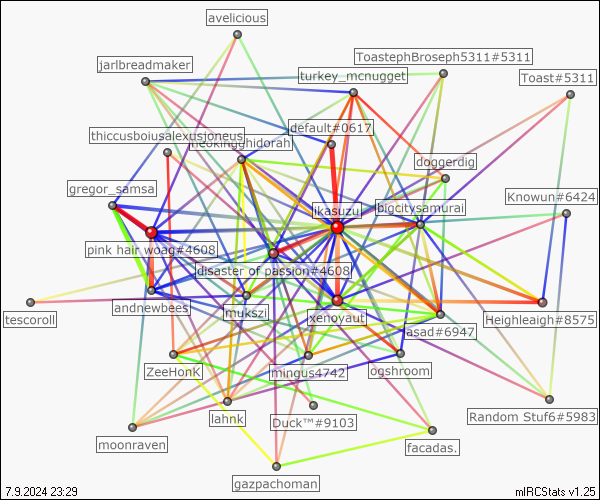 avelicious
ToastephBroseph5311#5311
jarlbreadmaker
turkey_mcnugget
Toast#5311
default#0617
thiccusboiusalexusjoneus
neokingghidorah
doggerdig
gregor_samsa
Knowun#6424
ikasuzu
bigcitysamurai
pink hair woag#4608
disaster of passion#4608
andnewbees
mukszi
tescoroll
xenoyaut
Heighleaigh#8575
asad#6947
ZeeHonk
mingus4742
ogshroom
lahnk
Duck™#9103
Random Stuf6#5983
moonraven
facadas.
gazpachoman
7.9.2024 23:29
mIRCStats v1.25